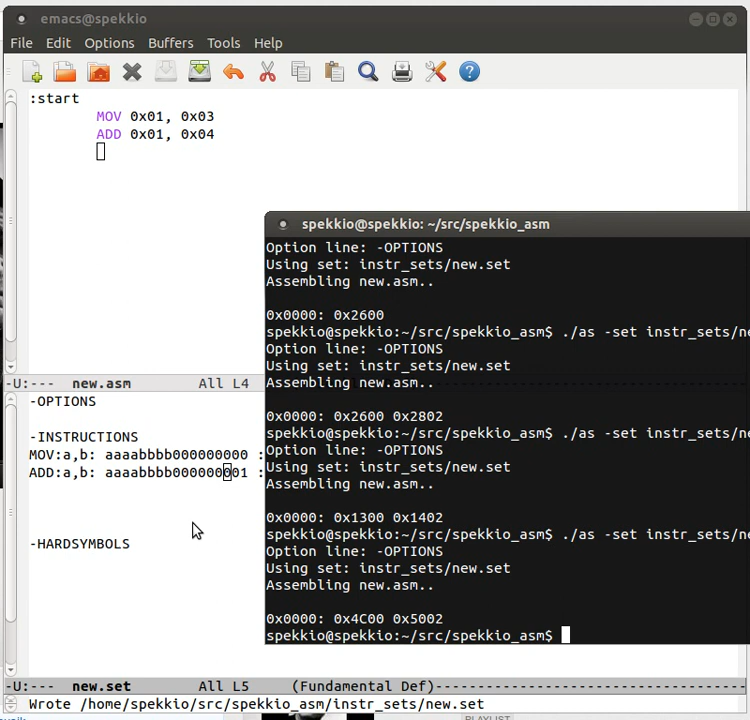 emacs@spekkio
File Edit Options Buffers Tools Help
:start
MOV 0x01, 0x03
ADD 0x01, 0x04
-U:--- new.asm All L4
-OPTIONS
-INSTRUCTIONS
MOV:a,b: aaaabbbb000000000 :
ADD:a,b: aaaabbbb000000001 :
-HARDSYMBOLS
-U:--- new.set All L5 (Fundamental Def)------------------------------------
Wrote /home/spekkio/src/spekkio_asm/instr_sets/new.set
spekkio@spekkio: ~/src/spekkio_asm
Option line: -OPTIONS
Using set: instr_sets/new.set
Assembling new.asm..
0x0000: 0x2600
spekkio@spekkio:~/src/spekkio_asm$ ./as -set instr_sets/ne
Option line: -OPTIONS
Using set: instr_sets/new.set
Assembling new.asm..
0x0000: 0x2600 0x2802
spekkio@spekkio:~/src/spekkio_asm$ ./as -set instr_sets/ne
Option line: -OPTIONS
Using set: instr_sets/new.set
Assembling new.asm..
0x0000: 0x1300 0x1402
spekkio@spekkio:~/src/spekkio_asm$ ./as -set instr_sets/ne
Option line: -OPTIONS
Using set: instr_sets/new.set
Assembling new.asm..
0x0000: 0x4C00 0x5002
spekkio@spekkio:~/src/spekkio_asm$
PLAYLIST